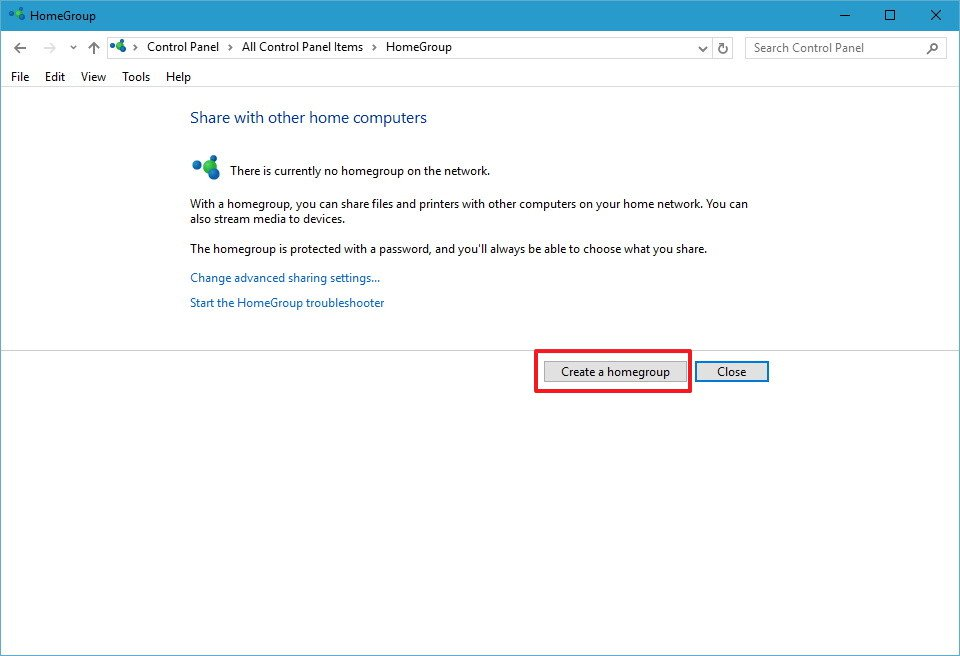 HomeGroup
Control Panel > All Control Panel Items > HomeGroup
Search Control Panel
File Edit View Tools Help
Share with other home computers
There is currently no homegroup on the network.
With a homegroup, you can share files and printers with other computers on your home network. You can
also stream media to devices.
The homegroup is protected with a password, and you'll always be able to choose what you share.
Change advanced sharing settings...
Start the HomeGroup troubleshooter
Create a homegroup
Close